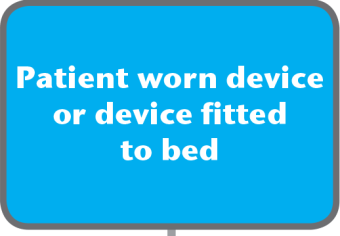 Patient worn device
or device fitted
to bed